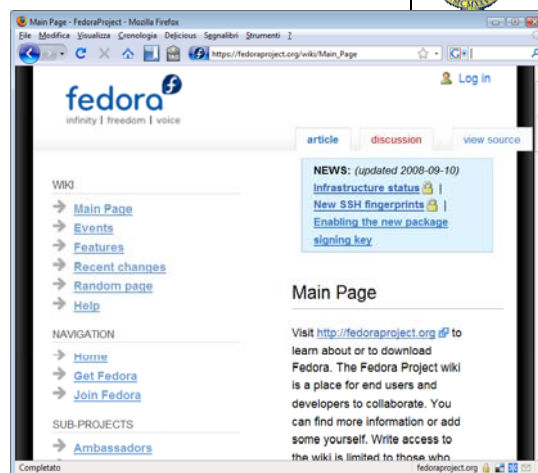 Main Page - FedoraProject - Mozilla Firefox
File Modifica Visualizza Cronologia Delicious Segnalibri Strumenti ?
https://fedoraproject.org/wiki/Main_Page
Log in
fedora
infinity | freedom | voice
article discussion view source
NEWS: (updated 2008-09-10)
Infrastructure status |
New SSH fingerprints |
Enabling the new package
signing key
WIKI
Main Page
Events
Features
Recent changes
Random page
Help
NAVIGATION
Home
Get Fedora
Join Fedora
SUB-PROJECTS
Ambassadors
Main Page
Visit http://fedoraproject.org to
learn about or to download
Fedora. The Fedora Project wiki
is a place for end users and
developers to collaborate. You
can find more information or add
some yourself. Write access to
the wiki is limited to those who
Completato fedoraproject.org